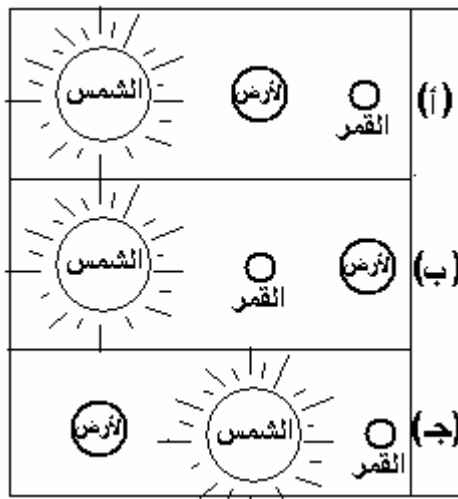 (أ)
الشمس
الأرض
القمر
(ب)
الشمس
القمر
الأرض
(جـ)
الأرض
الشمس
القمر